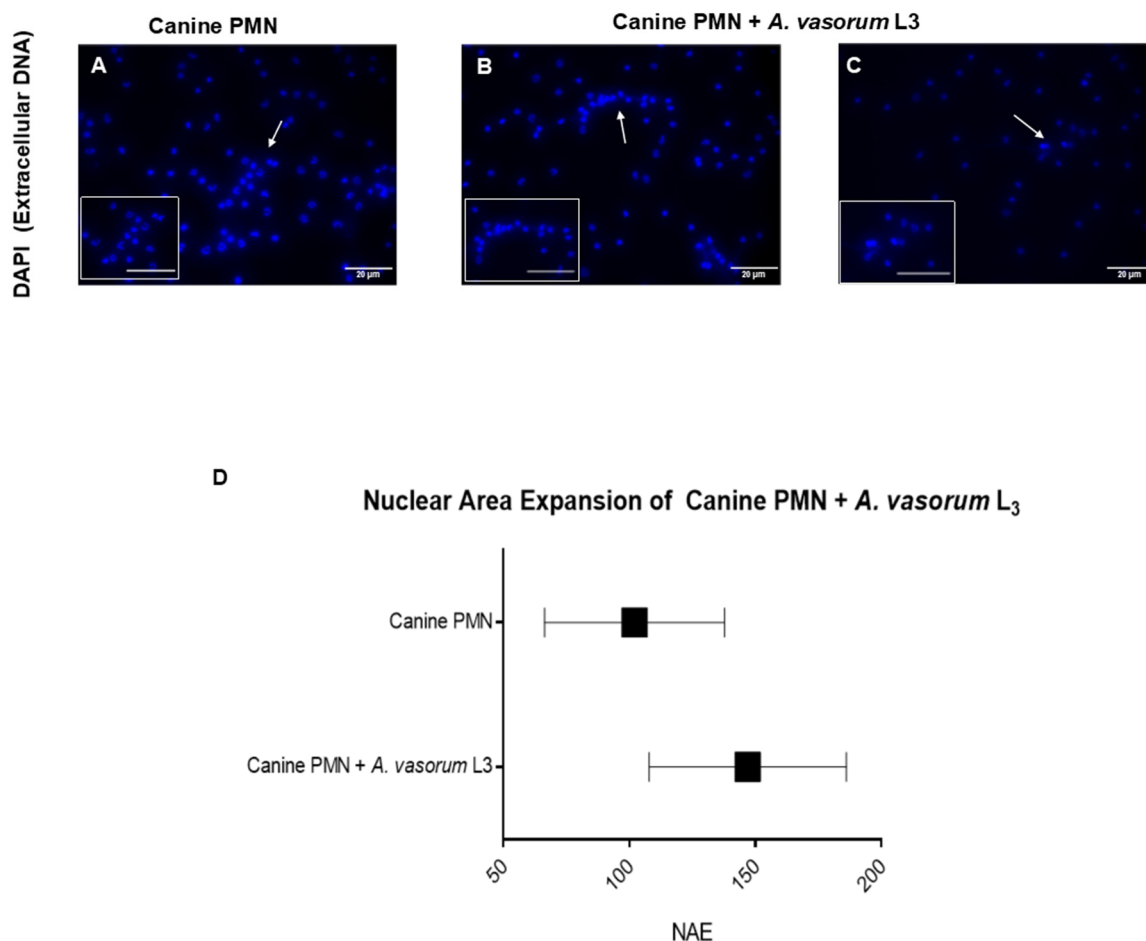 Canine PMN
Canine PMN + A. vasorum L3
DAPI (Extracellular DNA)
A
B
C
20 µm
20 µm
20 µm
D
Nuclear Area Expansion of Canine PMN + A. vasorum L₃
Canine PMN
Canine PMN + A. vasorum L3
50
100
150
200
NAE